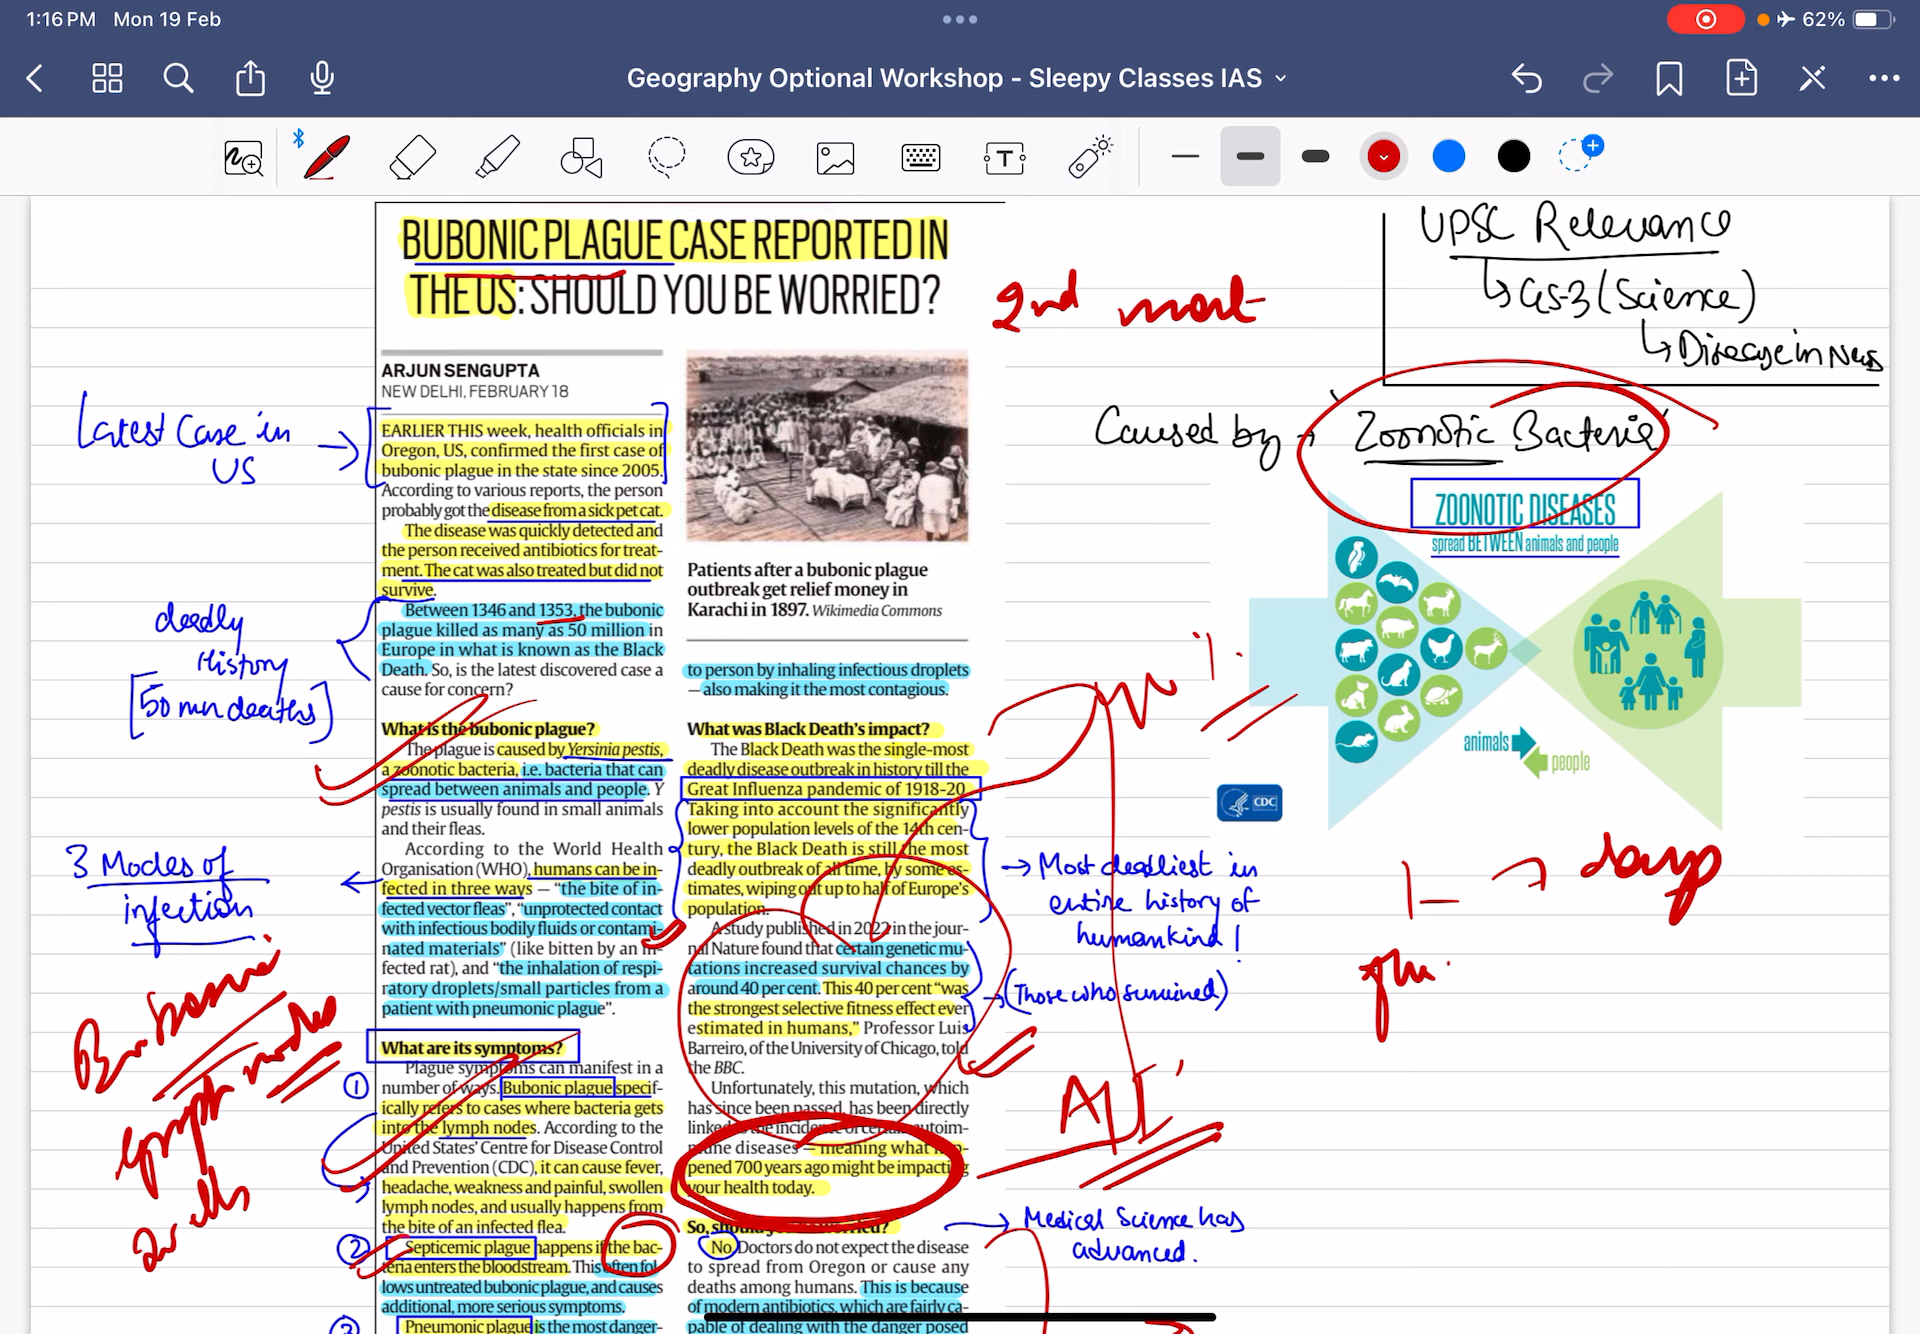 1:16 PM Mon 19 Feb
62%
Geography Optional Workshop - Sleepy Classes IAS
BUBONIC PLAGUE CASE REPORTED IN
THE US: SHOULD YOU BE WORRIED?
ARJUN SENGUPTA
NEW DELHI, FEBRUARY 18
EARLIER THIS week, health officials in
Oregon, US, confirmed the first case of
bubonic plague in the state since 2005.
According to various reports, the person
probably got the disease from a sick pet cat.
The disease was quickly detected and
the person received antibiotics for treat-
ment. The cat was also treated but did not
survive.
Between 1346 and 1353, the bubonic
plague killed as many as 50 million in
Europe in what is known as the Black
Death. So, is the latest discovered case a
cause for concern?
What is the bubonic plague?
The plague is caused by Yersinia pestis,
a zoonotic bacteria, i.e. bacteria that can
spread between animals and people. Y
pestis is usually found in small animals
and their fleas.
According to the World Health
Organisation (WHO), humans can be in-
fected in three ways — "the bite of in-
fected vector fleas", "unprotected contact
with infectious bodily fluids or contami-
nated materials" (like bitten by an in-
fected rat), and "the inhalation of respi-
ratory droplets/small particles from a
patient with pneumonic plague".
What are its symptoms?
Plague symptoms can manifest in a
number of ways. Bubonic plague specif-
ically refers to cases where bacteria gets
into the lymph nodes. According to the
United States' Centre for Disease Control
and Prevention (CDC), it can cause fever,
headache, weakness and painful, swollen
lymph nodes, and usually happens from
the bite of an infected flea.
Septicemic plague happens if the bac-
teria enters the bloodstream. This often fol-
lows untreated bubonic plague, and causes
additional, more serious symptoms.
Pneumonic plague is the most danger-
Patients after a bubonic plague
outbreak get relief money in
Karachi in 1897. Wikimedia Commons
to person by inhaling infectious droplets
— also making it the most contagious.
What was Black Death's impact?
The Black Death was the single-most
deadly disease outbreak in history till the
Great Influenza pandemic of 1918-20.
Taking into account the significantly
lower population levels of the 14th cen-
tury, the Black Death is still the most
deadly outbreak of all time, by some es-
timates, wiping out up to half of Europe's
population.
A study published in 2022 in the jour-
nal Nature found that certain genetic mu-
tations increased survival chances by
around 40 per cent. This 40 per cent "was
the strongest selective fitness effect ever
estimated in humans," Professor Luis
Barreiro, of the University of Chicago, told
the BBC.
Unfortunately, this mutation, which
has since been passed, has been directly
linked to the incidence of certain autoim-
mune diseases — meaning what hap-
pened 700 years ago might be impacting
your health today.
So, should you be worried?
No. Doctors do not expect the disease
to spread from Oregon or cause any
deaths among humans. This is because
of modern antibiotics, which are fairly ca-
pable of dealing with the danger posed
Latest Case in
US
deadly
History
[50 mn deaths]
3 Modes of
infection
lymph nodes
1
2
3
2nd most
UPSC Relevance
GS-3 (Science)
Disease in News
Caused by → Zoonotic Bacteria
ZOONOTIC DISEASES
spread BETWEEN animals and people
animals
people
CDC
Most deadliest in
entire history of
humankind!
(Those who survived)
Medical Science has
advanced.